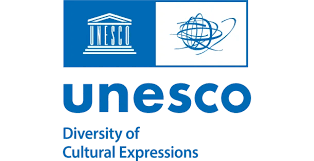 UNESCO
unesco
Diversity of
Cultural Expressions